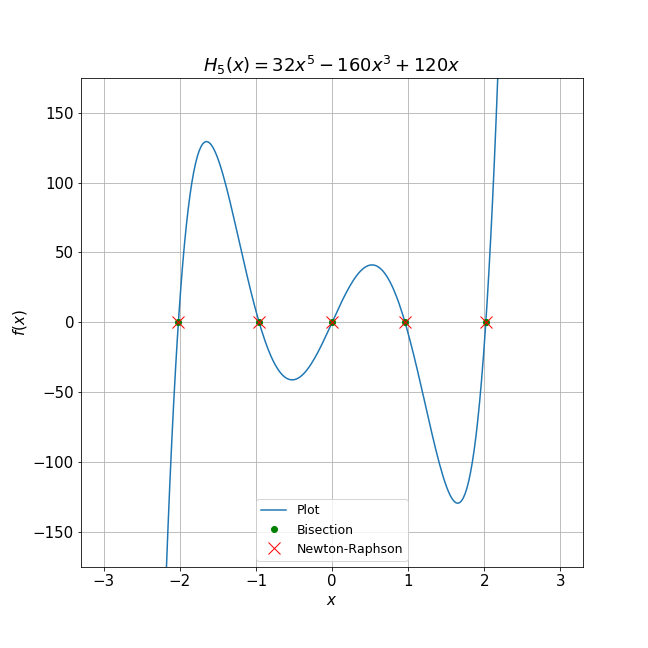 H₅(x) = 32x⁵ − 160x³ + 120x
f(x)
150
100
50
0
−50
−100
−150
Plot
Bisection
Newton-Raphson
−3 −2 −1 0 1 2 3
x